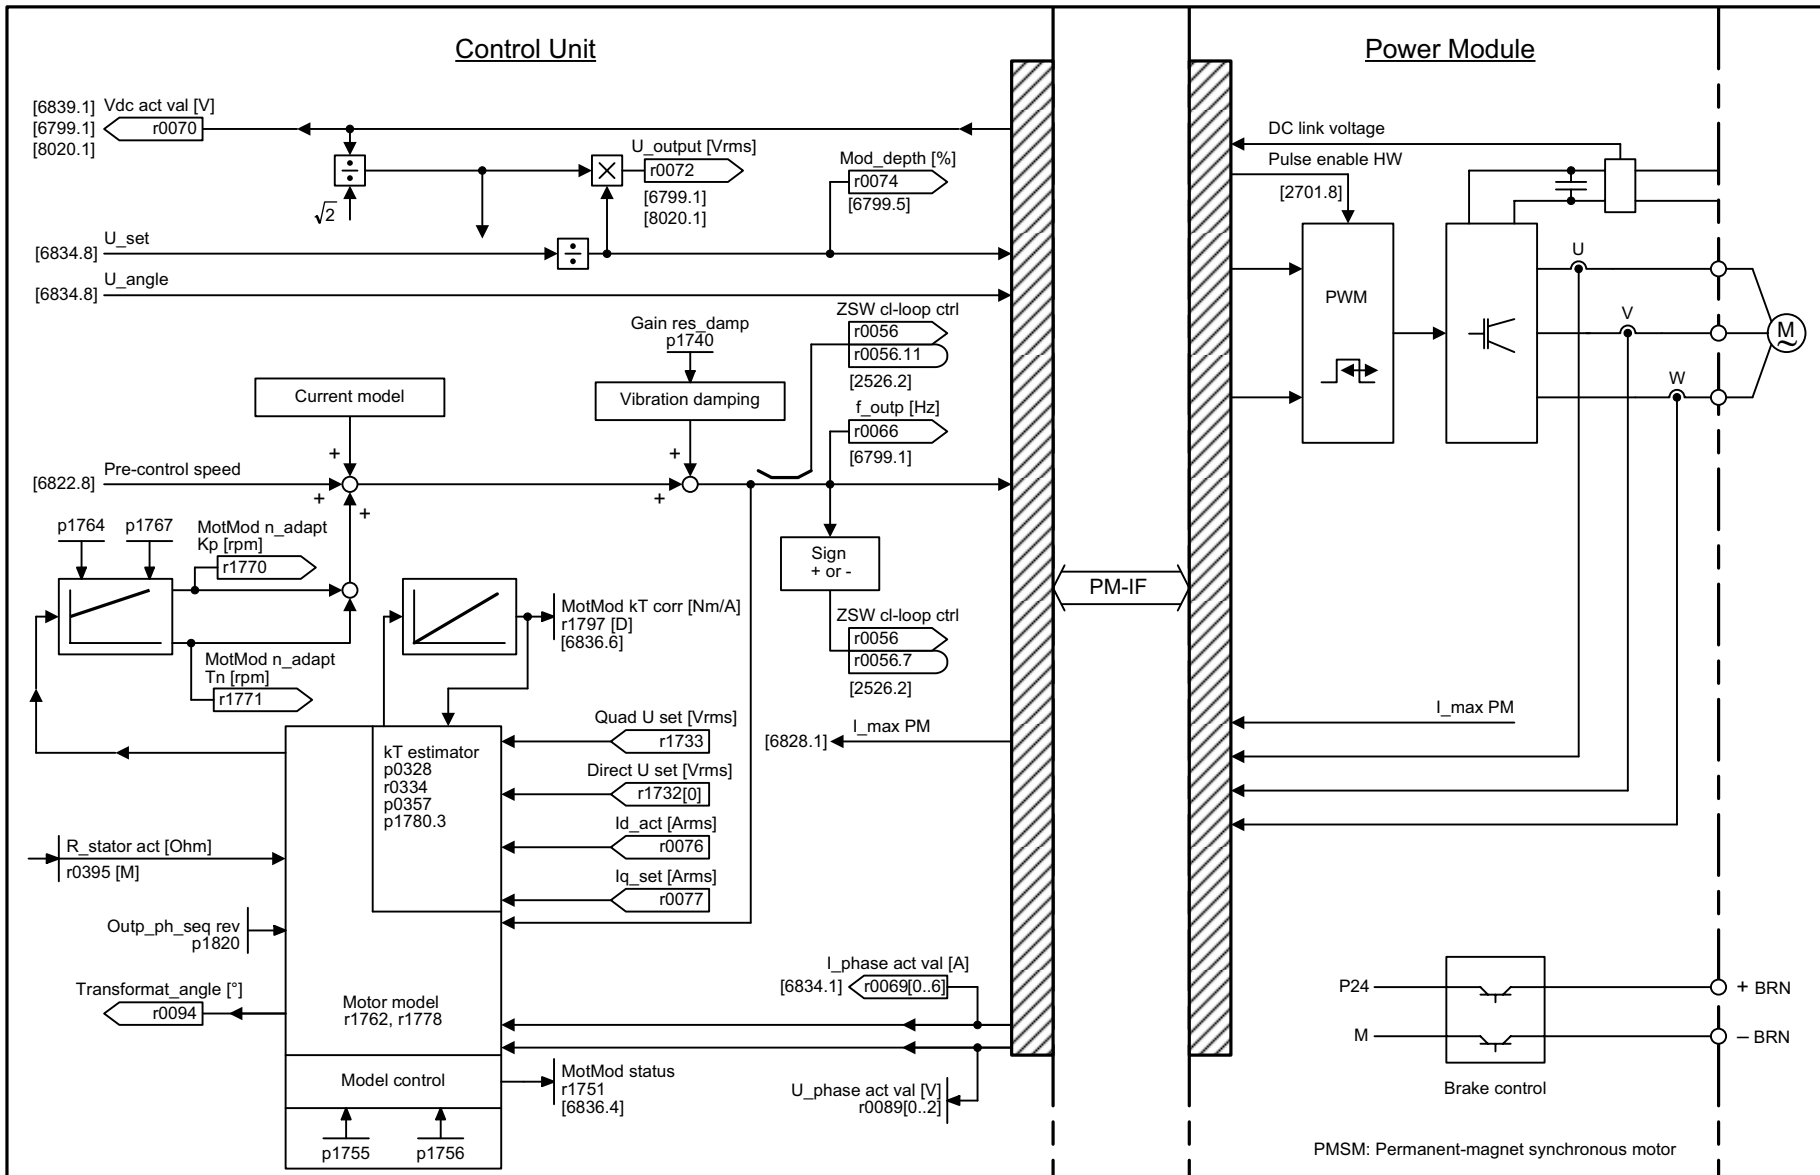 Control Unit
Power Module
[6839.1]
[6799.1]
[8020.1]
Vdc act val [V]
r0070
÷
√2
×
U_output [Vrms]
r0072
[6799.1]
[8020.1]
Mod_depth [%]
r0074
[6799.5]
[6834.8]
U_set
÷
[6834.8]
U_angle
DC link voltage
Pulse enable HW
[2701.8]
PWM
U
V
W
M
~
Gain res_damp
p1740
Vibration damping
Current model
ZSW cl-loop ctrl
r0056
r0056.11
[2526.2]
f_outp [Hz]
r0066
[6799.1]
[6822.8]
Pre-control speed
+
+
+
+
+
p1764
p1767
MotMod n_adapt
Kp [rpm]
r1770
MotMod n_adapt
Tn [rpm]
r1771
MotMod kT corr [Nm/A]
r1797 [D]
[6836.6]
Sign
+ or -
ZSW cl-loop ctrl
r0056
r0056.7
[2526.2]
PM-IF
kT estimator
p0328
r0334
p0357
p1780.3
Quad U set [Vrms]
r1733
Direct U set [Vrms]
r1732[0]
Id_act [Arms]
r0076
Iq_set [Arms]
r0077
[6828.1]
I_max PM
I_max PM
R_stator act [Ohm]
r0395 [M]
Outp_ph_seq rev
p1820
Transformat_angle [°]
r0094
Motor model
r1762, r1778
I_phase act val [A]
[6834.1]
r0069[0..6]
Model control
MotMod status
r1751
[6836.4]
U_phase act val [V]
r0089[0..2]
p1755
p1756
P24
M
+ BRN
– BRN
Brake control
PMSM: Permanent-magnet synchronous motor